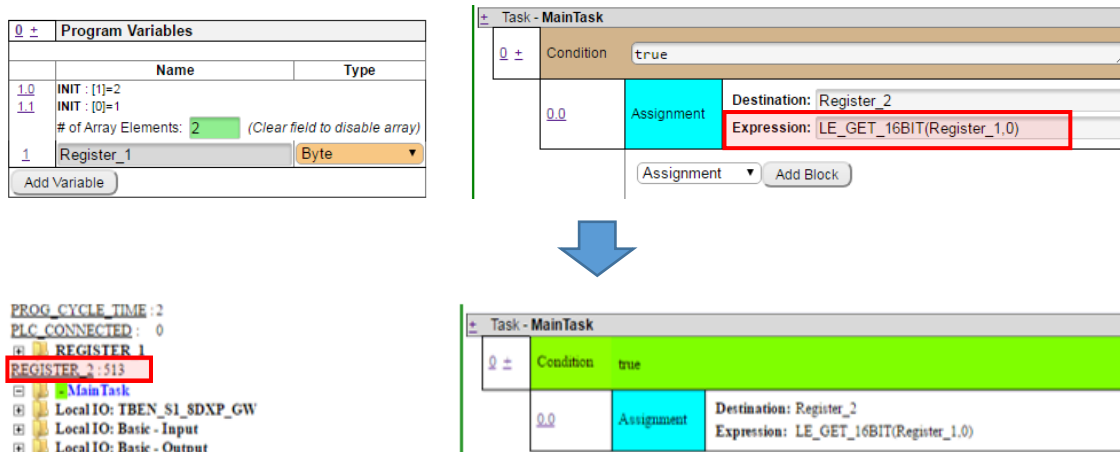 0 + Program Variables
Name Type
1.0 INIT : [1]=2
1.1 INIT : [0]=1
# of Array Elements: 2 (Clear field to disable array)
1 Register_1 Byte
Add Variable
+ Task - MainTask
0 + Condition true
0.0 Assignment Destination: Register_2
Expression: LE_GET_16BIT(Register_1,0)
Assignment Add Block
PROG_CYCLE_TIME : 2
PLC_CONNECTED : 0
REGISTER_1
REGISTER_2 : 513
- MainTask
Local IO: TBEN_S1_8DXP_GW
Local IO: Basic - Input
Local IO: Basic - Output
+ Task - MainTask
0 + Condition true
0.0 Assignment Destination: Register_2
Expression: LE_GET_16BIT(Register_1,0)